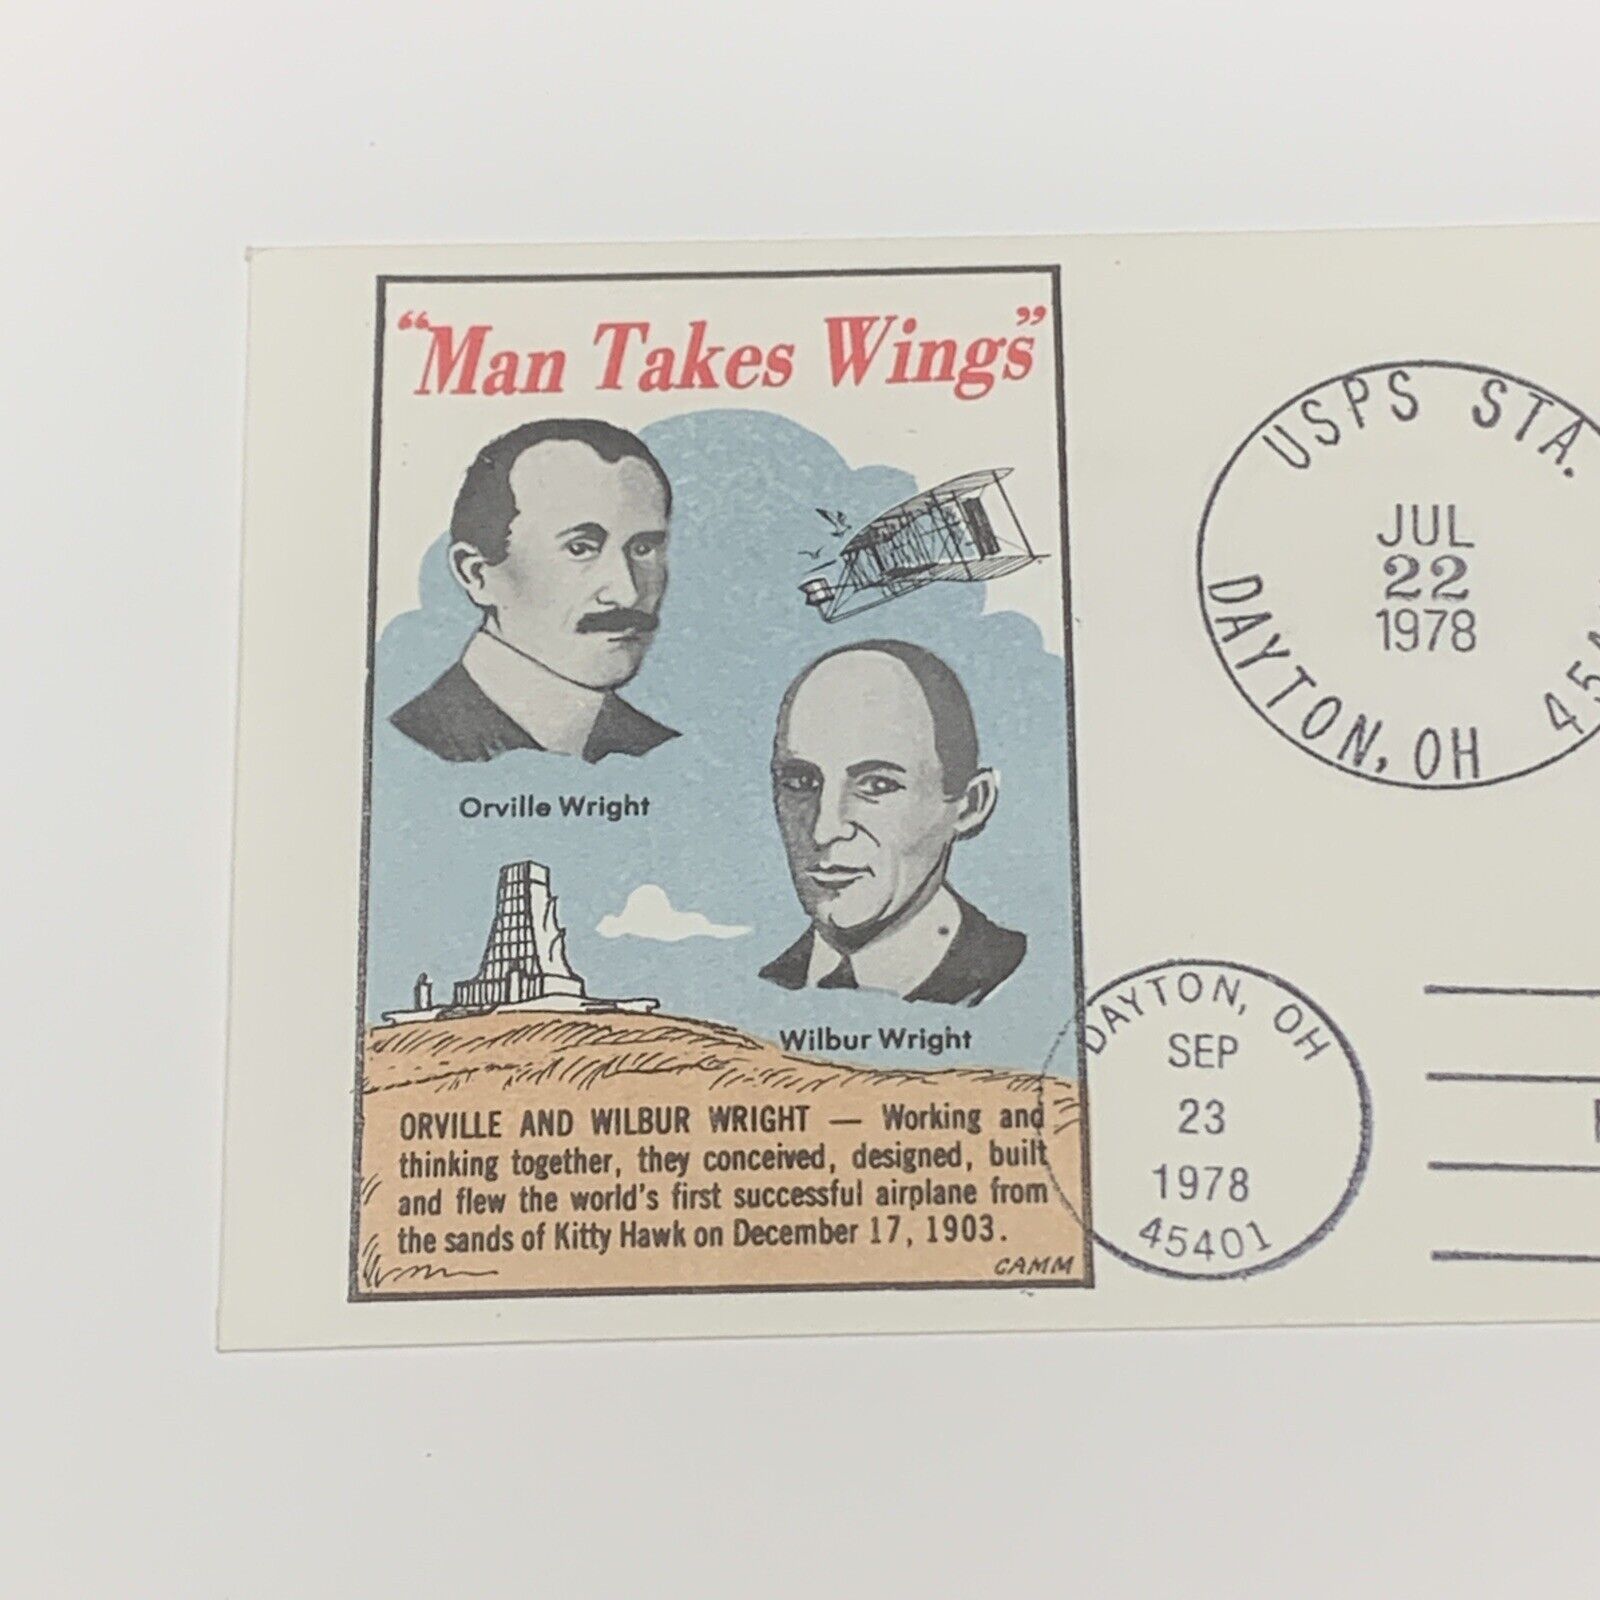 “Man Takes Wings”
Orville Wright
Wilbur Wright
ORVILLE AND WILBUR WRIGHT — Working and
thinking together, they conceived, designed, built
and flew the world's first successful airplane from
the sands of Kitty Hawk on December 17, 1903.
CAMM
USPS STA.
JUL
22
1978
DAYTON, OH
DAYTON, OH
SEP
23
1978
45401